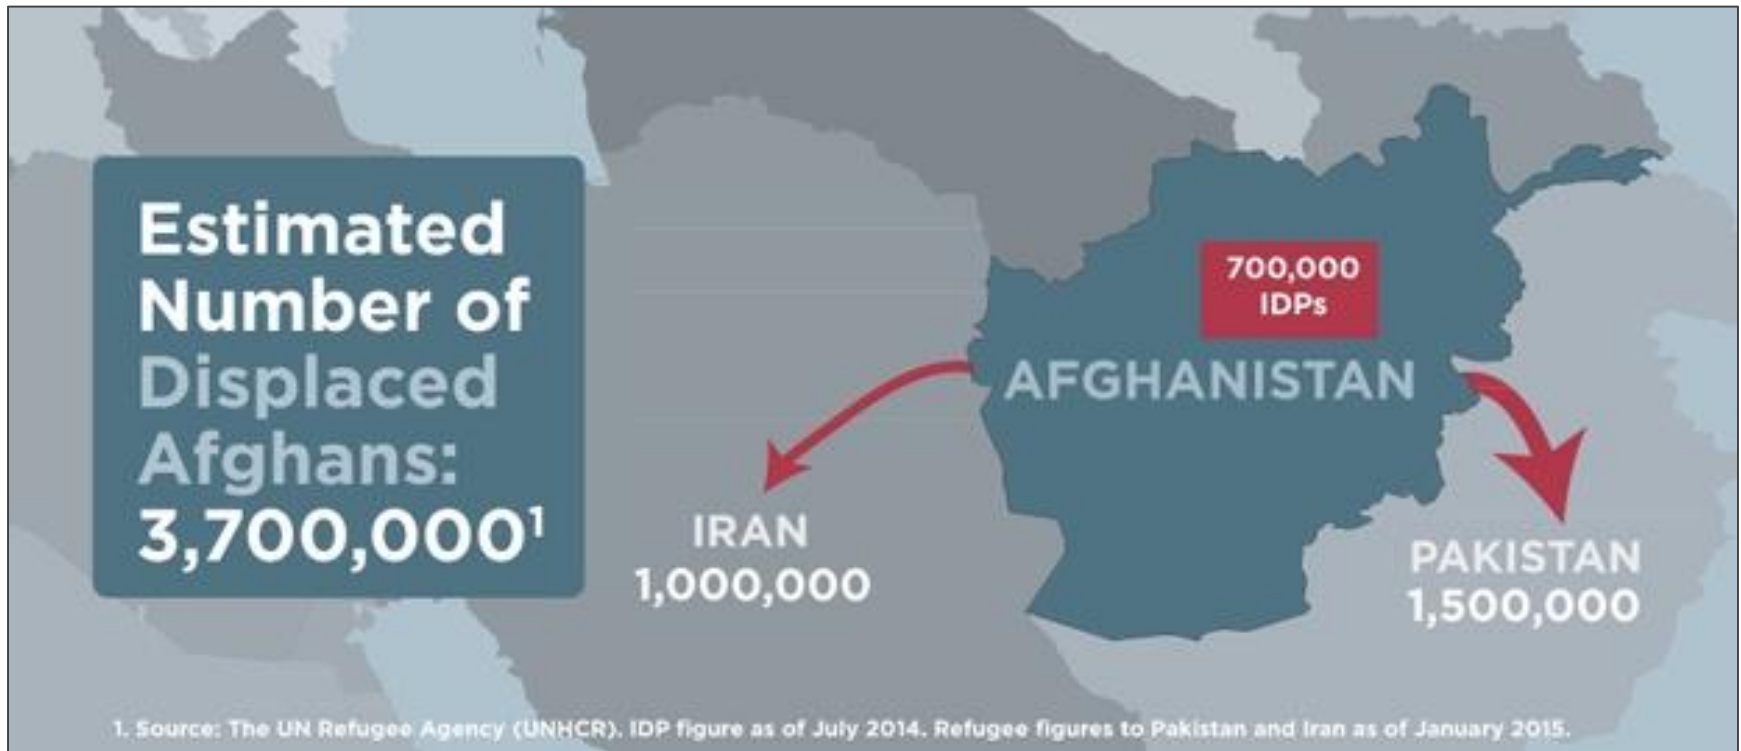 Estimated
Number of
Displaced
Afghans:
3,700,000¹
700,000
IDPs
AFGHANISTAN
IRAN
1,000,000
PAKISTAN
1,500,000
1. Source: The UN Refugee Agency (UNHCR). IDP figure as of July 2014. Refugee figures to Pakistan and Iran as of January 2015.